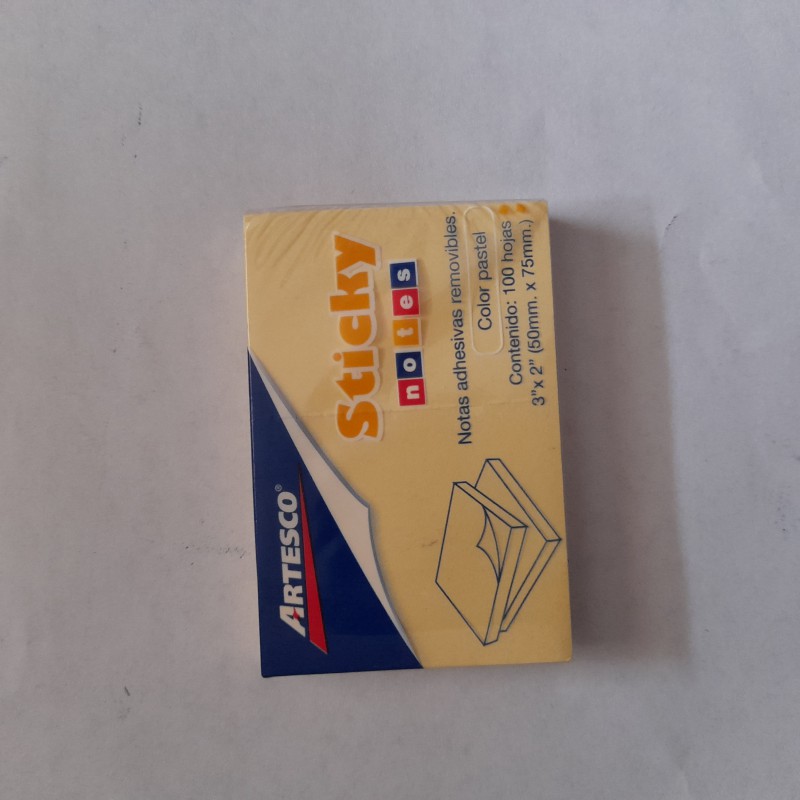 ARTESCO®
Sticky
notes
Notas adhesivas removibles.
Color pastel
Contenido: 100 hojas
3"x 2" (50mm. x 75mm.)